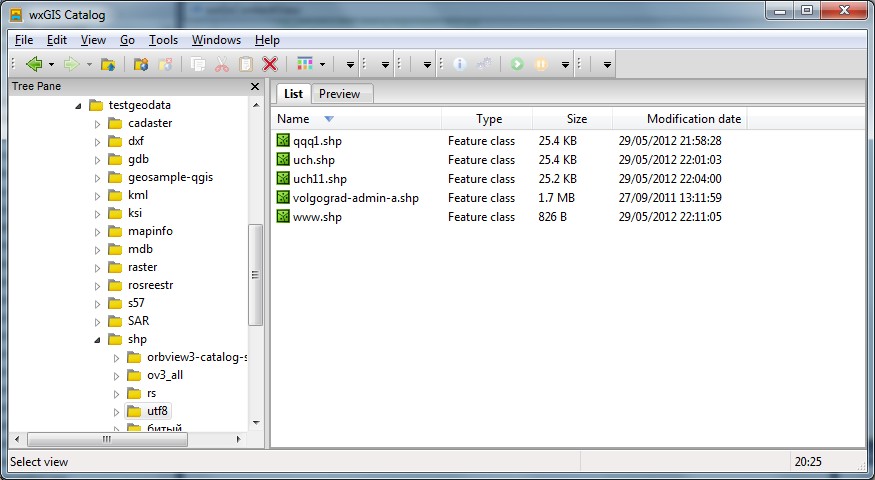 wxGIS Catalog
File Edit View Go Tools Windows Help
Tree Pane
testgeodata
cadaster
dxf
gdb
geosample-qgis
kml
ksi
mapinfo
mdb
raster
rosreestr
s57
SAR
shp
orbview3-catalog-s
ov3_all
rs
utf8
битый
List Preview
Name Type Size Modification date
qqq1.shp Feature class 25.4 KB 29/05/2012 21:58:28
uch.shp Feature class 25.4 KB 29/05/2012 22:01:03
uch11.shp Feature class 25.2 KB 29/05/2012 22:04:00
volgograd-admin-a.shp Feature class 1.7 MB 27/09/2011 13:11:59
www.shp Feature class 826 B 29/05/2012 22:11:05
Select view 20:25